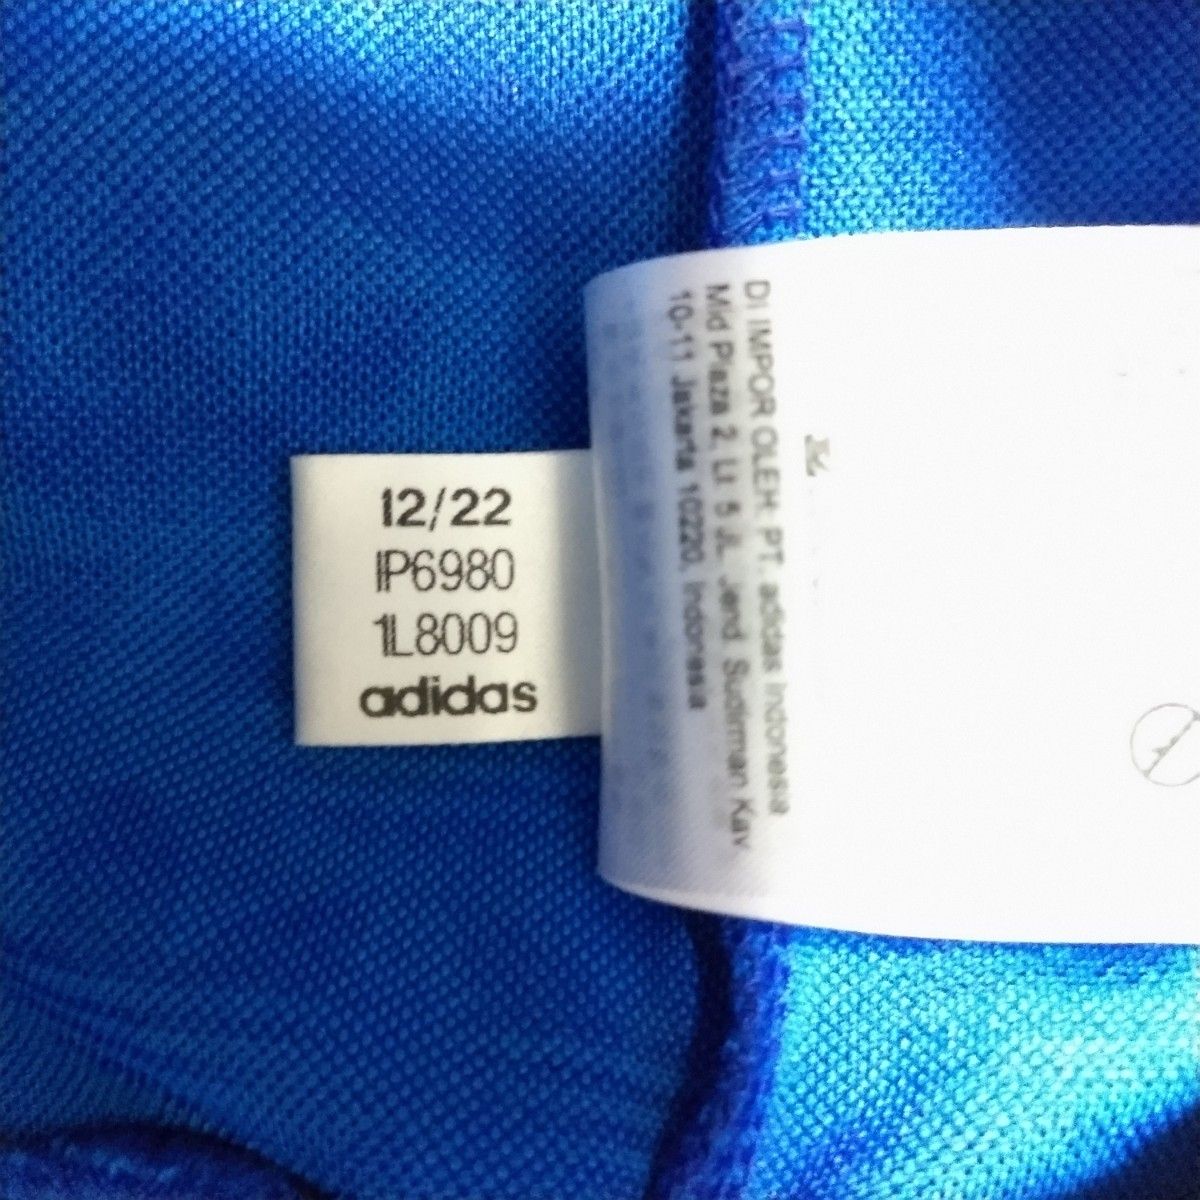 12/22
IP6980
1L8009
adidas
DI IMPOR OLEH: PT. adidas Indonesia
Mid Plaza 2, Lt. 5 JL. Jend. Sudirman Kav
10-11 Jakarta 10220, Indonesia